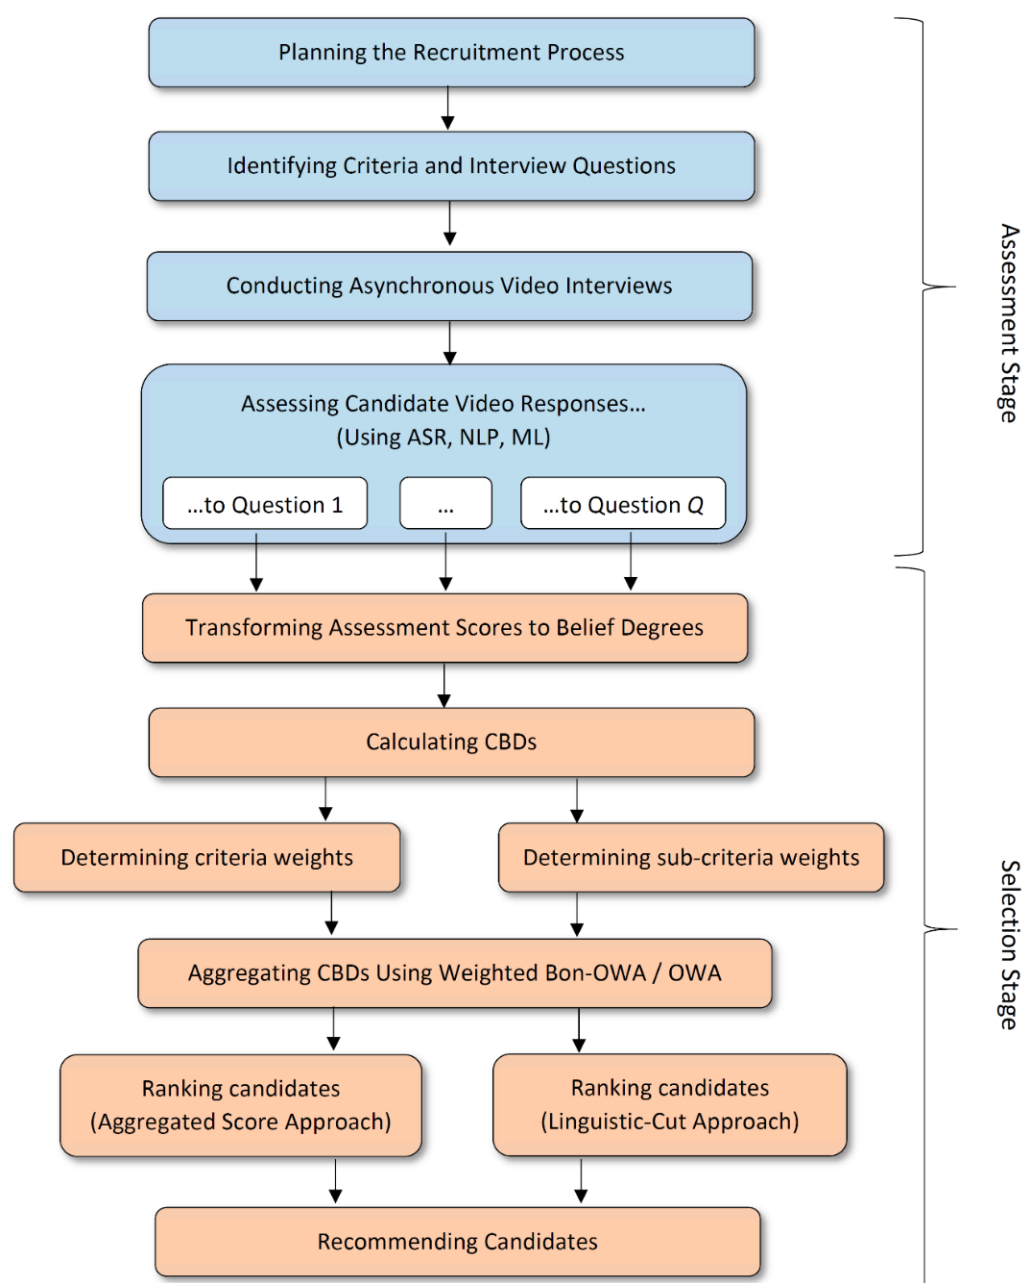 Planning the Recruitment Process
Identifying Criteria and Interview Questions
Conducting Asynchronous Video Interviews
Assessing Candidate Video Responses...
(Using ASR, NLP, ML)
...to Question 1
...
...to Question Q
Assessment Stage
Transforming Assessment Scores to Belief Degrees
Calculating CBDs
Determining criteria weights
Determining sub-criteria weights
Aggregating CBDs Using Weighted Bon-OWA / OWA
Ranking candidates
(Aggregated Score Approach)
Ranking candidates
(Linguistic-Cut Approach)
Recommending Candidates
Selection Stage